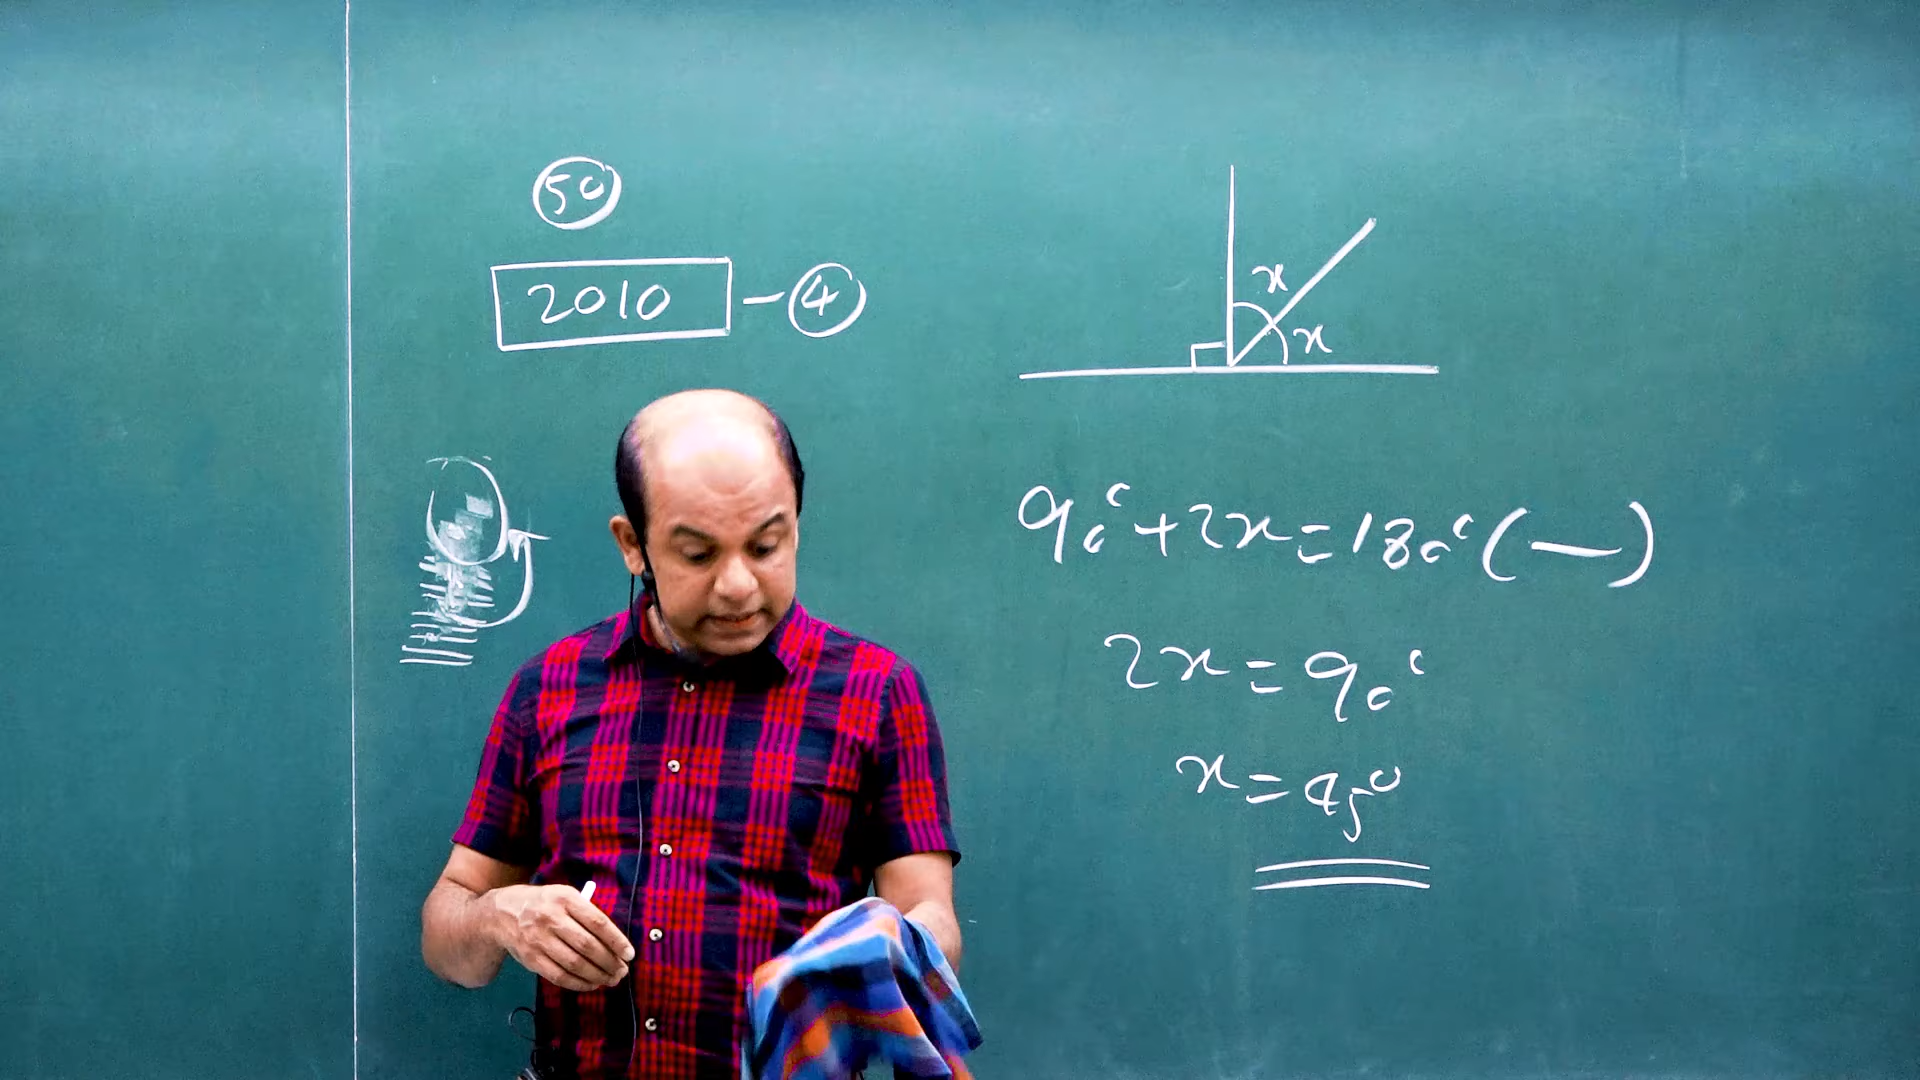 50
2010 - 4
x
x
90° + 2x = 180° ( — )
2x = 90°
x = 45°